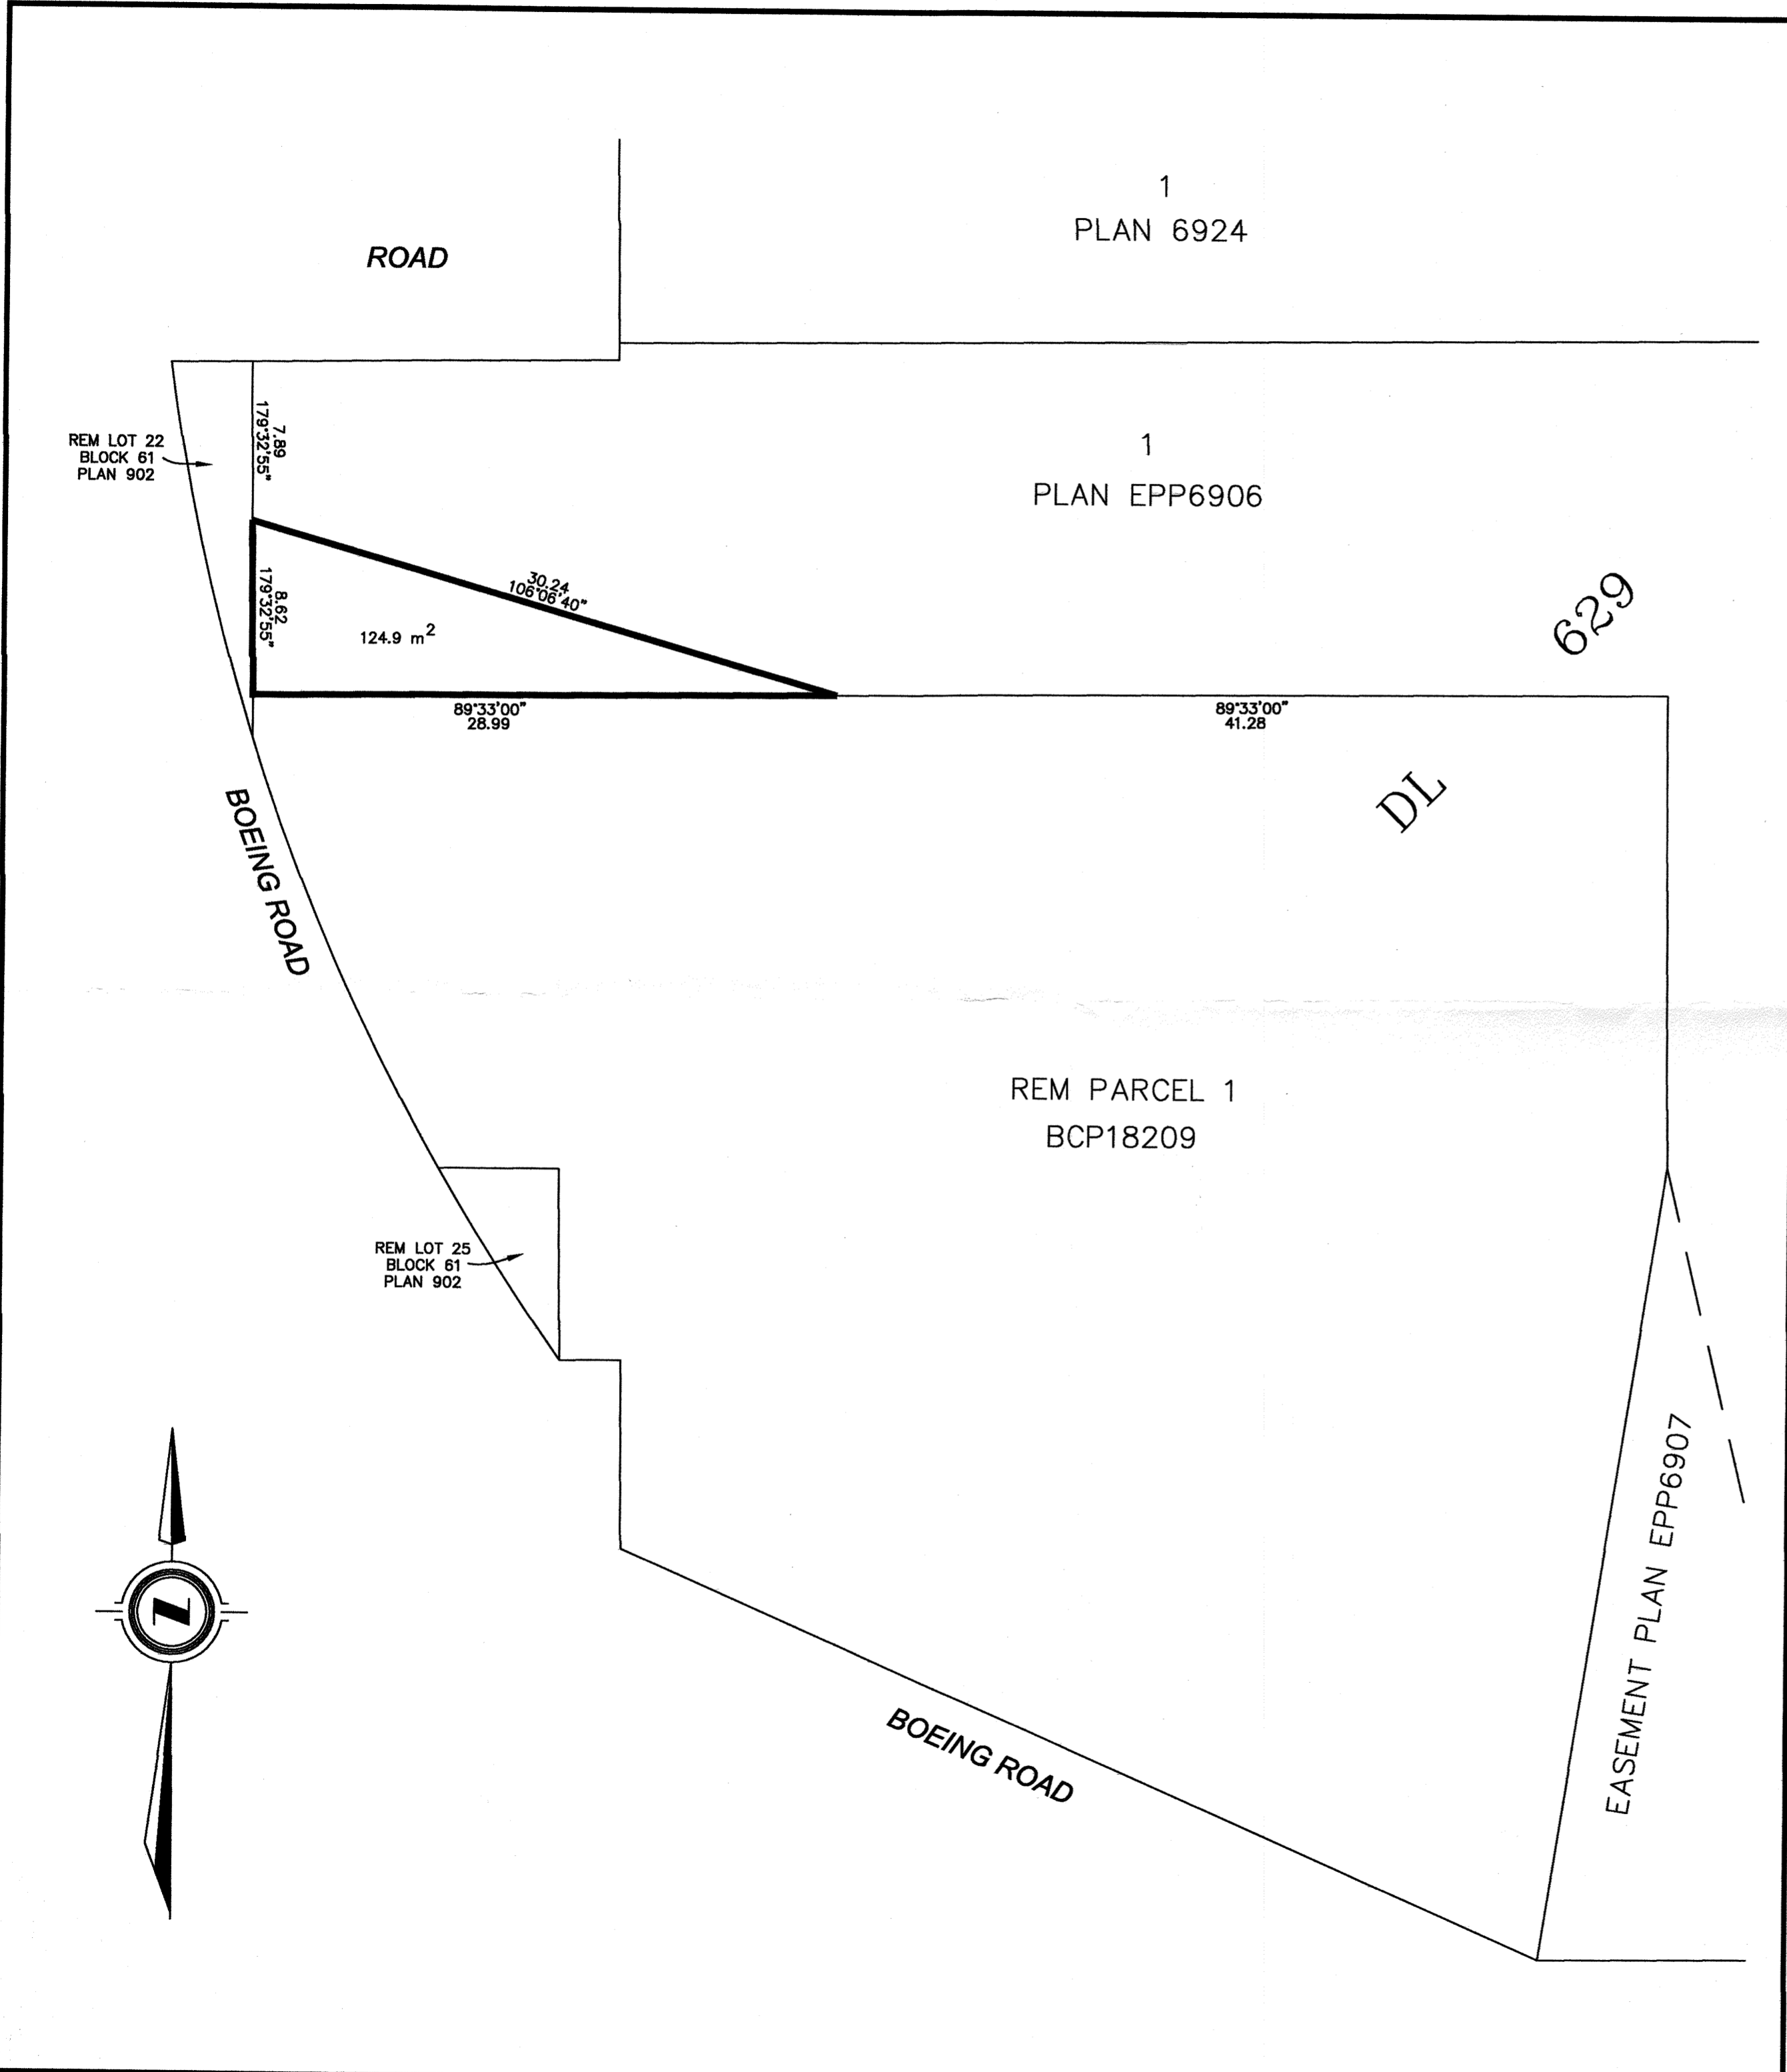 1
PLAN 6924
ROAD
REM LOT 22
BLOCK 61
PLAN 902
7.89
179°32'55"
1
PLAN EPP6906
30.24
106°06'40"
8.62
179°32'55"
124.9 m²
629
89°33'00"
28.99
89°33'00"
41.28
DL
BOEING ROAD
REM PARCEL 1
BCP18209
REM LOT 25
BLOCK 61
PLAN 902
EASEMENT PLAN EPP6907
N
BOEING ROAD